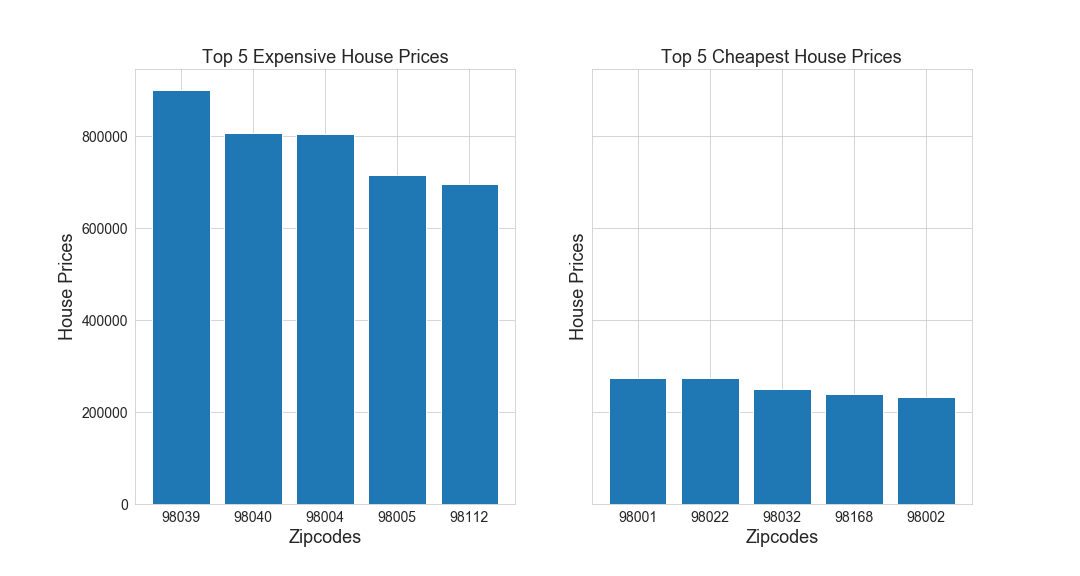 Top 5 Expensive House Prices
House Prices
800000
600000
400000
200000
0
98039 98040 98004 98005 98112
Zipcodes
Top 5 Cheapest House Prices
House Prices
98001 98022 98032 98168 98002
Zipcodes